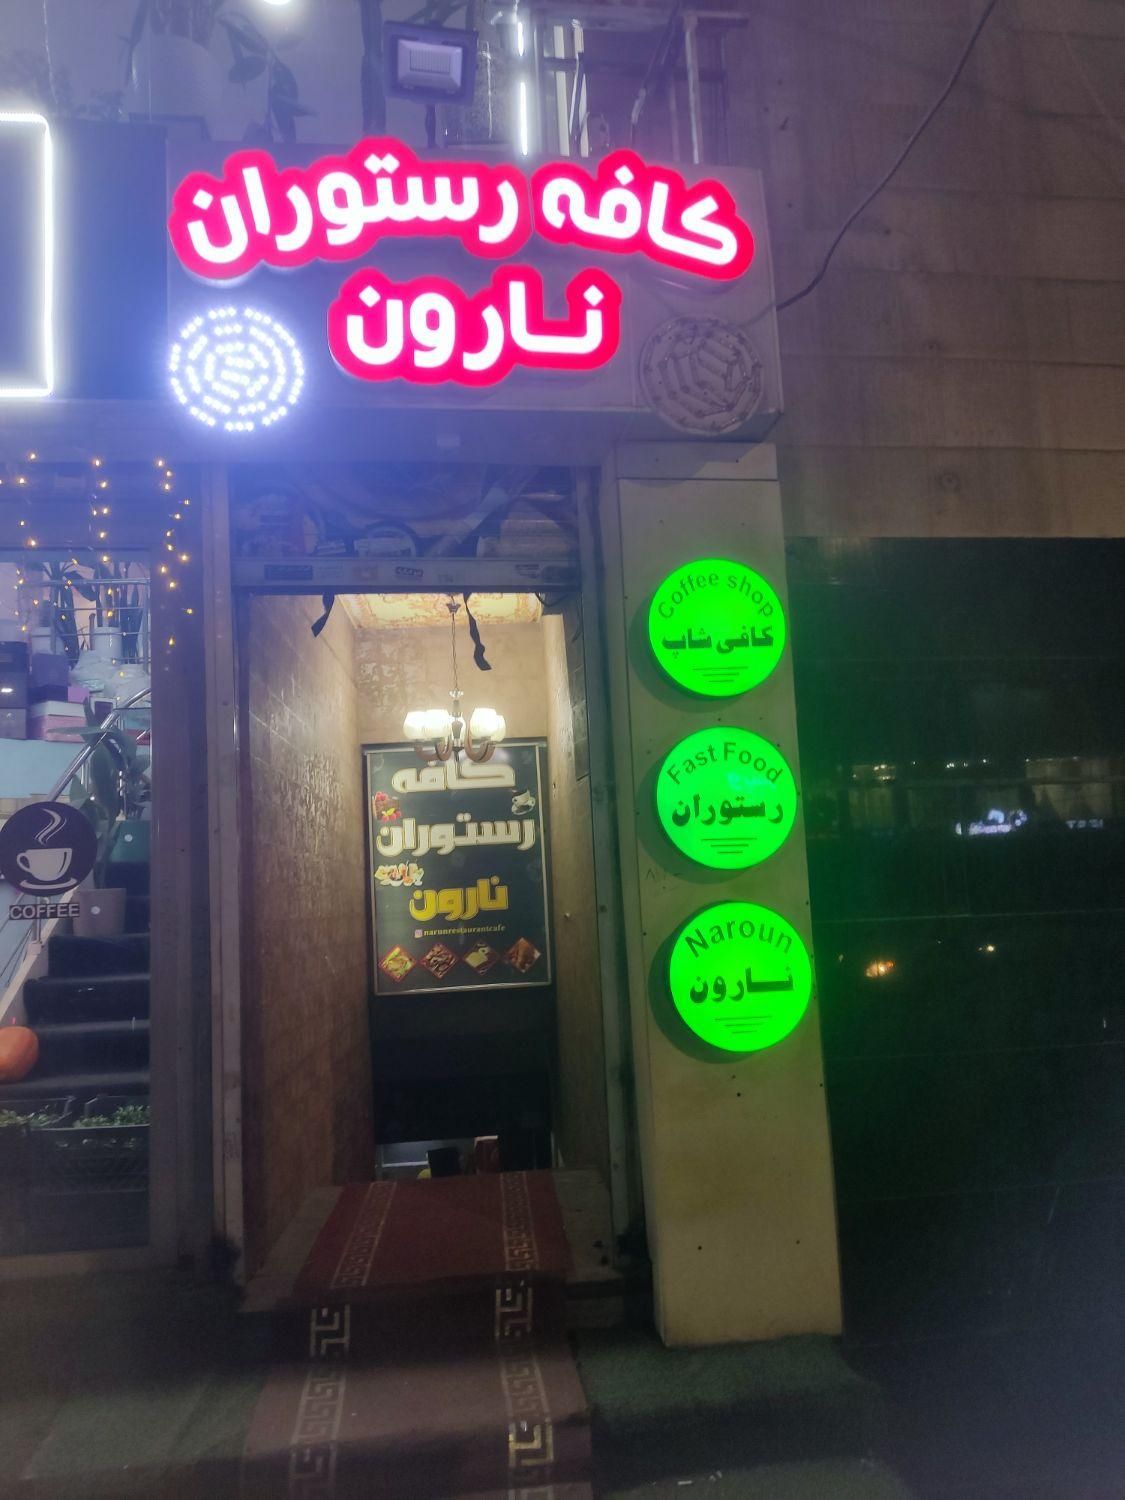 کافه رستوران
نارون
Coffee shop
کافی شاپ
Fast Food
رستوران
Naroun
نارون
کافه
رستوران
نارون
narunrestaurantcafe
COFFEE